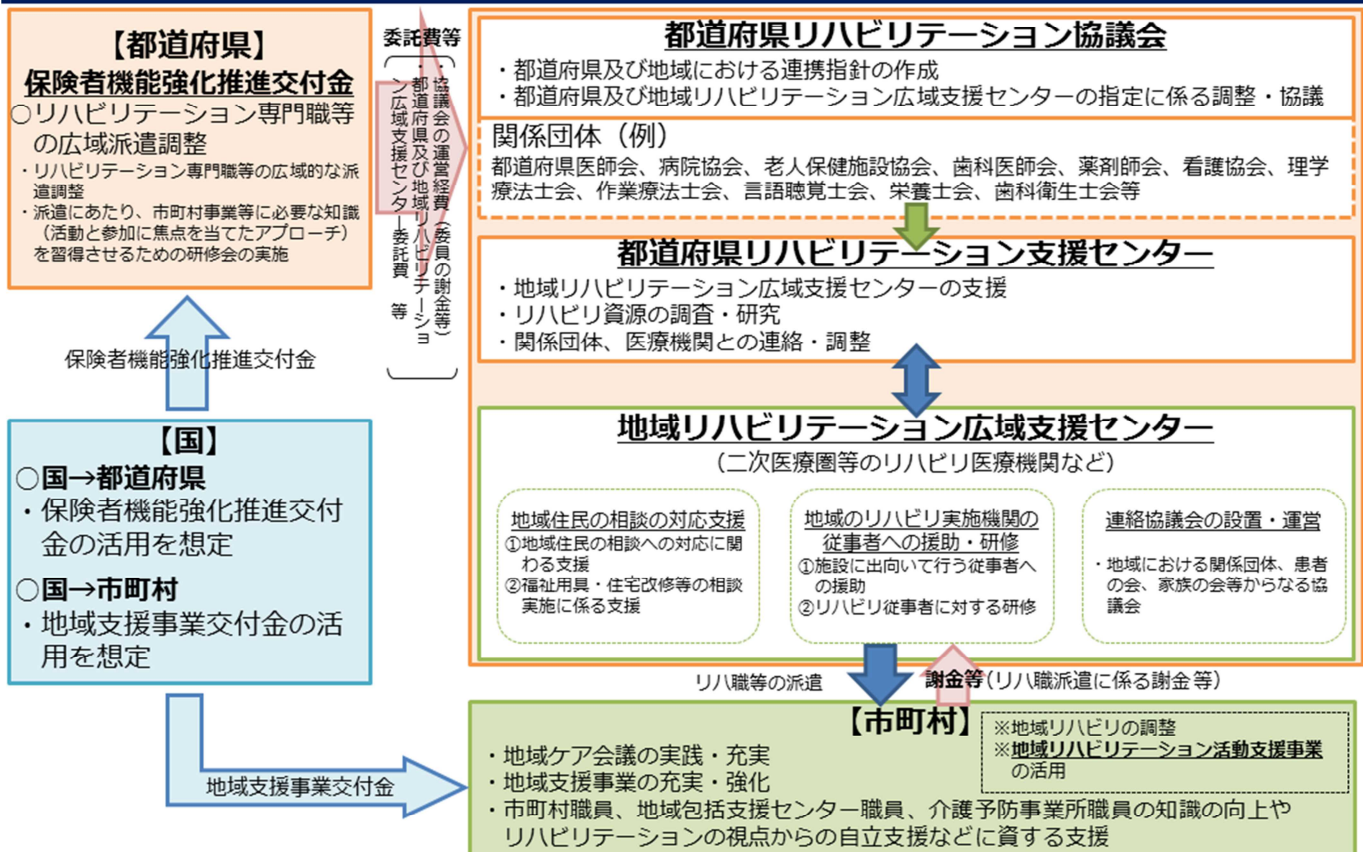 【都道府県】
保険者機能強化推進交付金
○リハビリテーション専門職等
の広域派遣調整
・リハビリテーション専門職等の広域的な派
遣調整
・派遣にあたり、市町村事業等に必要な知識
（活動と参加に焦点を当てたアプローチ）
を習得させるための研修会の実施
委託費等
・協議会の運営経費（委員の謝金等）
・都道府県及び地域リハビリテーショ
ン広域支援センター委託費　等
都道府県リハビリテーション協議会
・都道府県及び地域における連携指針の作成
・都道府県及び地域リハビリテーション広域支援センターの指定に係る調整・協議
関係団体（例）
都道府県医師会、病院協会、老人保健施設協会、歯科医師会、薬剤師会、看護協会、理学
療法士会、作業療法士会、言語聴覚士会、栄養士会、歯科衛生士会等
都道府県リハビリテーション支援センター
・地域リハビリテーション広域支援センターの支援
・リハビリ資源の調査・研究
・関係団体、医療機関との連絡・調整
保険者機能強化推進交付金
【国】
○国→都道府県
・保険者機能強化推進交付
金の活用を想定
○国→市町村
・地域支援事業交付金の活
用を想定
地域リハビリテーション広域支援センター
（二次医療圏等のリハビリ医療機関など）
地域住民の相談の対応支援
①地域住民の相談への対応に関
わる支援
②福祉用具・住宅改修等の相談
実施に係る支援
地域のリハビリ実施機関の
従事者への援助・研修
①施設に出向いて行う従事者へ
の援助
②リハビリ従事者に対する研修
連絡協議会の設置・運営
・地域における関係団体、患者
の会、家族の会等からなる協
議会
リハ職等の派遣
謝金等（リハ職派遣に係る謝金等）
地域支援事業交付金
【市町村】
・地域ケア会議の実践・充実
・地域支援事業の充実・強化
・市町村職員、地域包括支援センター職員、介護予防事業所職員の知識の向上や
リハビリテーションの視点からの自立支援などに資する支援
※地域リハビリの調整
※地域リハビリテーション活動支援事業
の活用